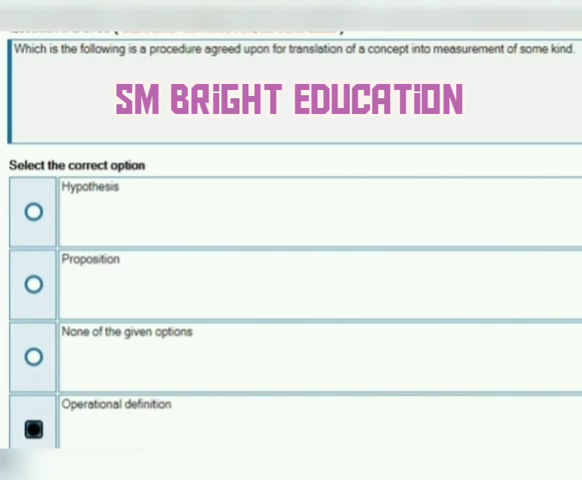 Which is the following is a procedure agreed upon for translation of a concept into measurement of some kind.
SM BRIGHT EDUCATION
Select the correct option
Hypothesis
Proposition
None of the given options
Operational definition